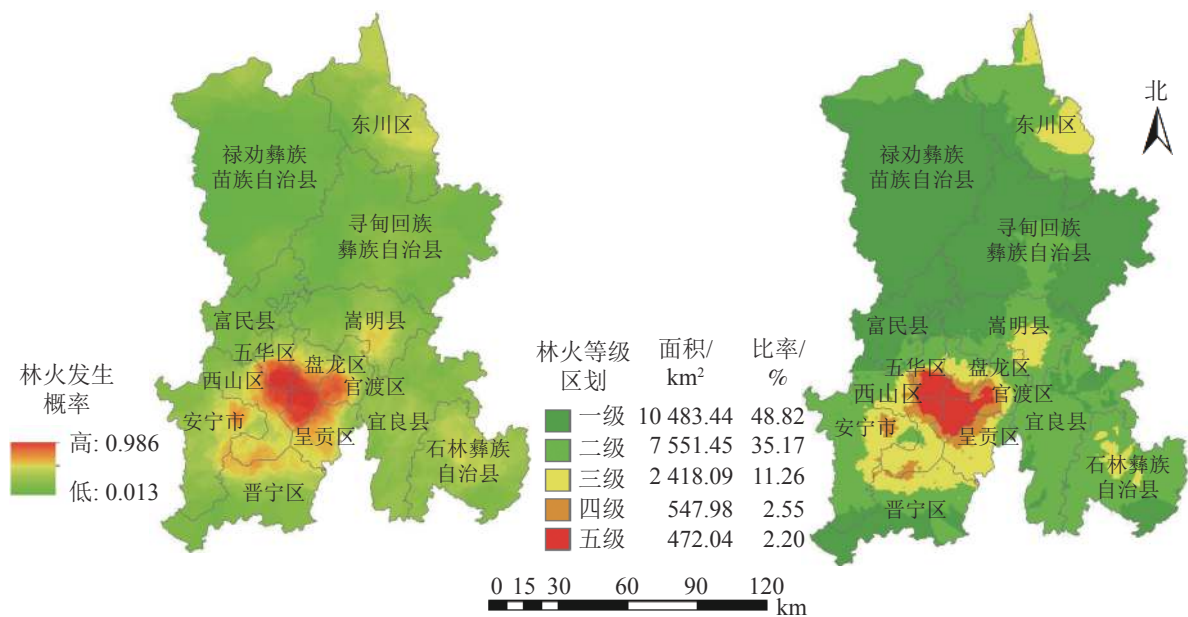 东川区
禄劝彝族
苗族自治县
寻甸回族
彝族自治县
富民县
嵩明县
五华区
盘龙区
西山区
官渡区
安宁市
宜良县
呈贡区
石林彝族
自治县
晋宁区
林火发生
概率
高: 0.986
低: 0.013
林火等级 面积/ 比率/
区划 km² %
一级 10 483.44 48.82
二级 7 551.45 35.17
三级 2 418.09 11.26
四级 547.98 2.55
五级 472.04 2.20
北
东川区
禄劝彝族
苗族自治县
寻甸回族
彝族自治县
富民县
嵩明县
五华区
盘龙区
西山区
官渡区
安宁市
宜良县
呈贡区
石林彝族
自治县
晋宁区
0 15 30 60 90 120
km